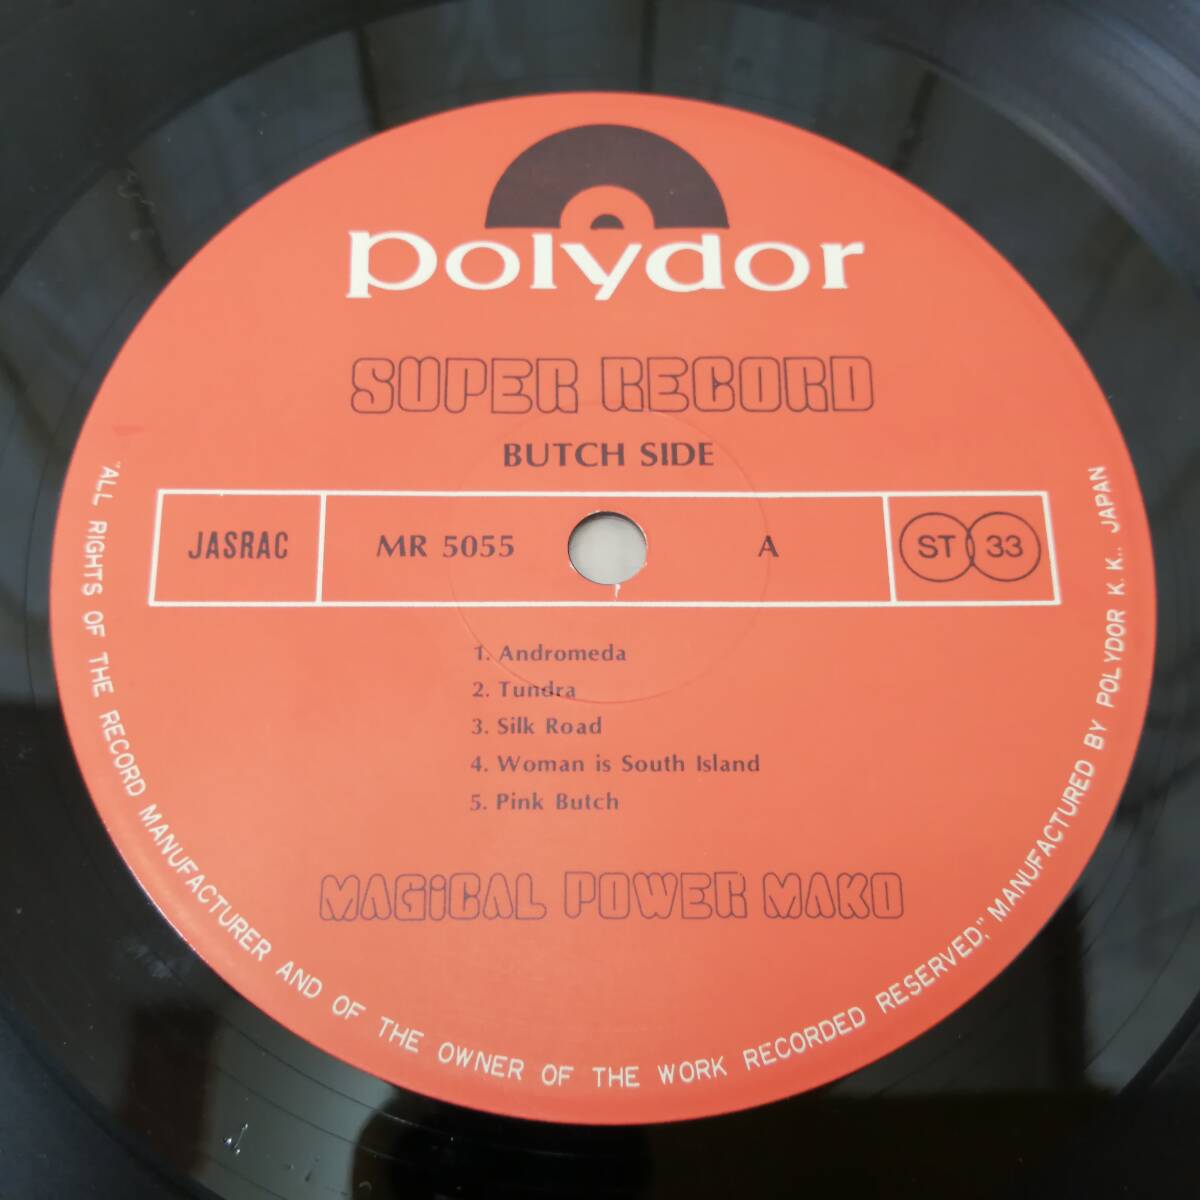 polydor
SUPER RECORD
BUTCH SIDE
JASRAC
MR 5055
A
ST 33
1. Andromeda
2. Tundra
3. Silk Road
4. Woman is South Island
5. Pink Butch
MAGiCAL POWER MAKO
"ALL RIGHTS OF THE RECORD MANUFACTURER AND OF THE OWNER OF THE WORK RECORDED RESERVED," MANUFACTURED BY POLYDOR K. K., JAPAN